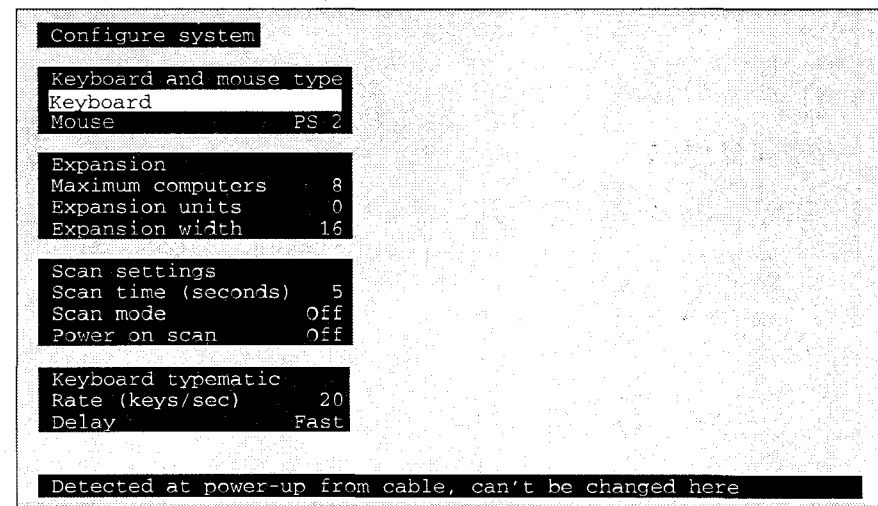 Configure system
Keyboard and mouse type
Keyboard
Mouse PS 2
Expansion
Maximum computers 8
Expansion units 0
Expansion width 16
Scan settings
Scan time (seconds) 5
Scan mode Off
Power on scan Off
Keyboard typematic
Rate (keys/sec) 20
Delay Fast
Detected at power-up from cable, can't be changed here